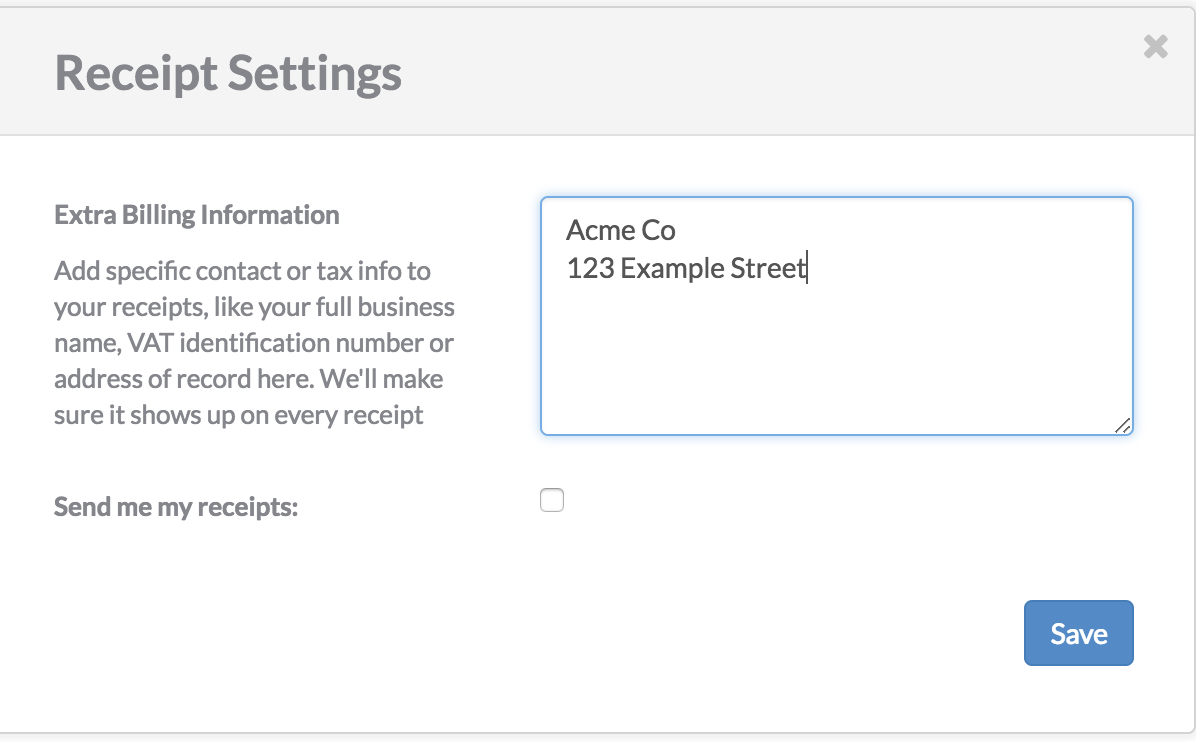 Receipt Settings
Extra Billing Information
Add specific contact or tax info to
your receipts, like your full business
name, VAT identification number or
address of record here. We'll make
sure it shows up on every receipt
Acme Co
123 Example Street
Send me my receipts:
Save